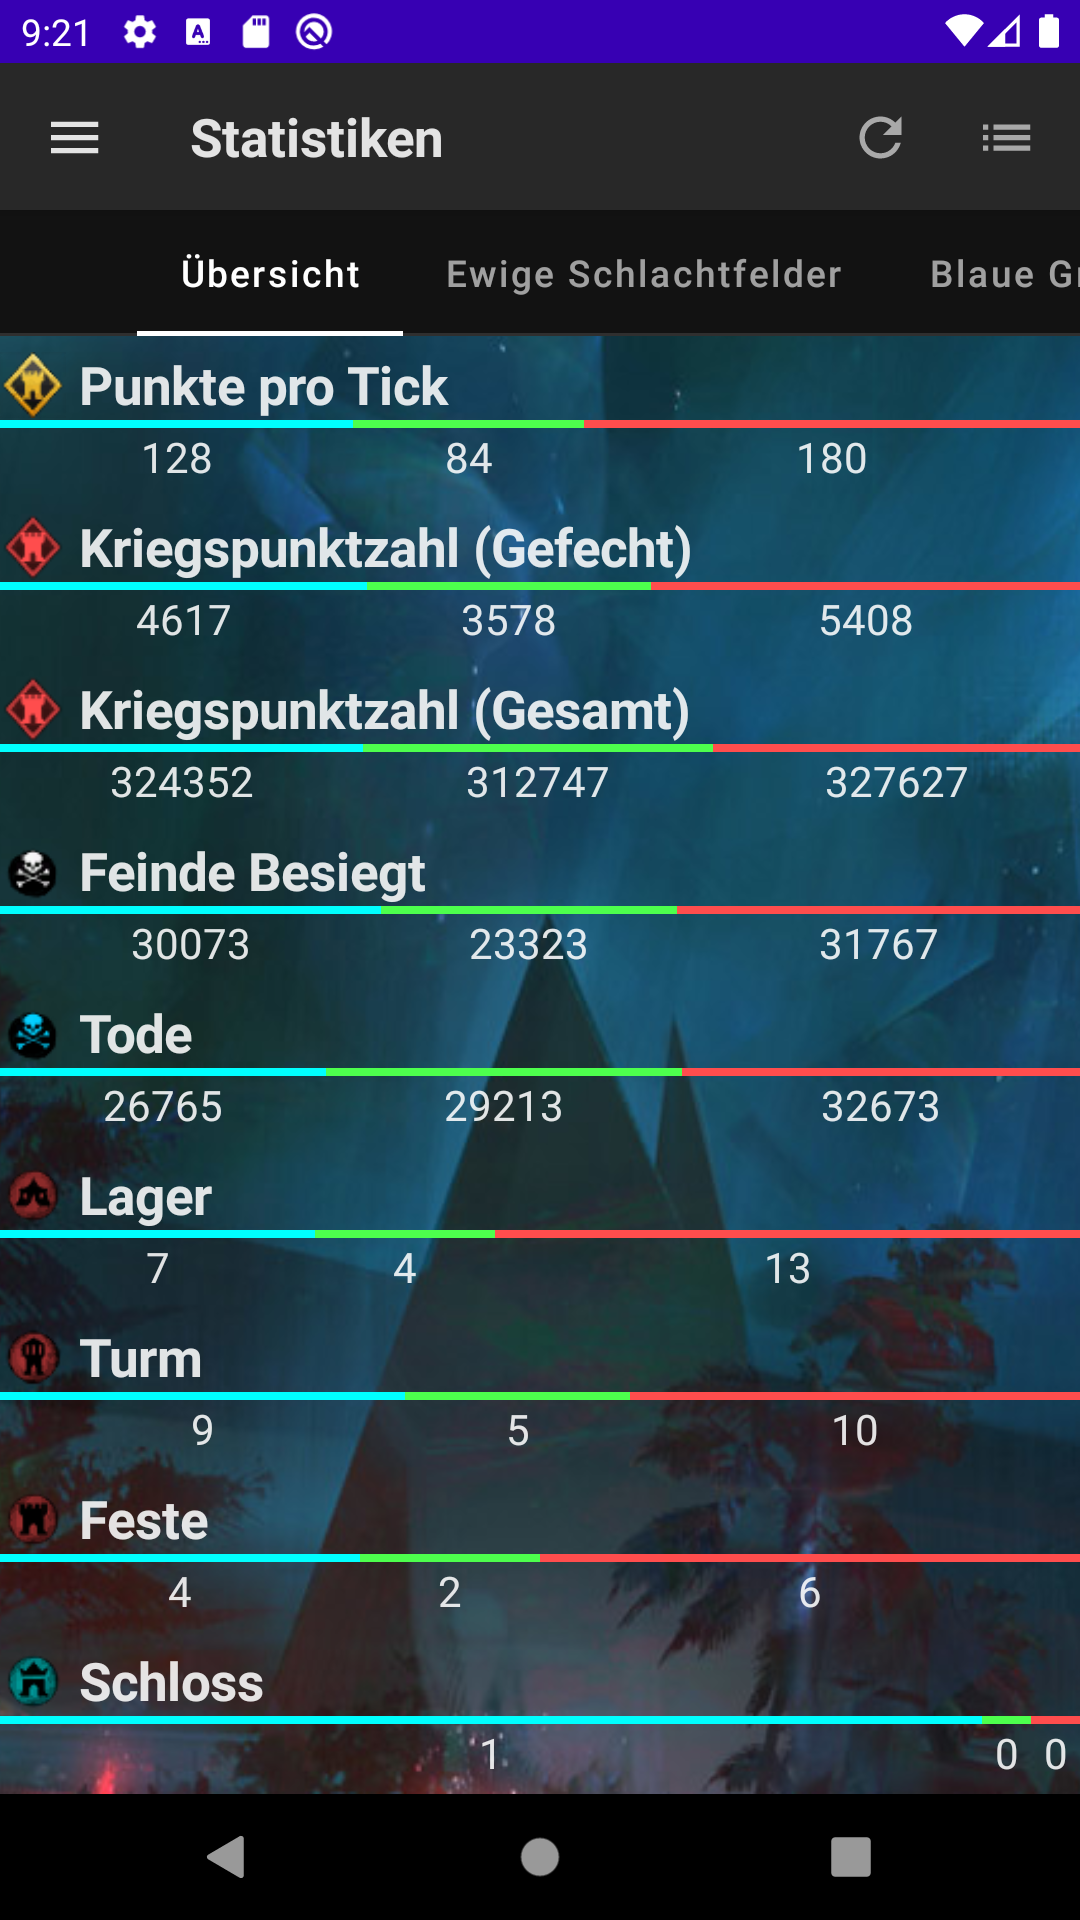 9:21
Statistiken
Übersicht Ewige Schlachtfelder Blaue
Punkte pro Tick
128 84 180
Kriegspunktzahl (Gefecht)
4617 3578 5408
Kriegspunktzahl (Gesamt)
324352 312747 327627
Feinde Besiegt
30073 23323 31767
Tode
26765 29213 32673
Lager
7 4 13
Turm
9 5 10
Feste
4 2 6
Schloss
1 0 0